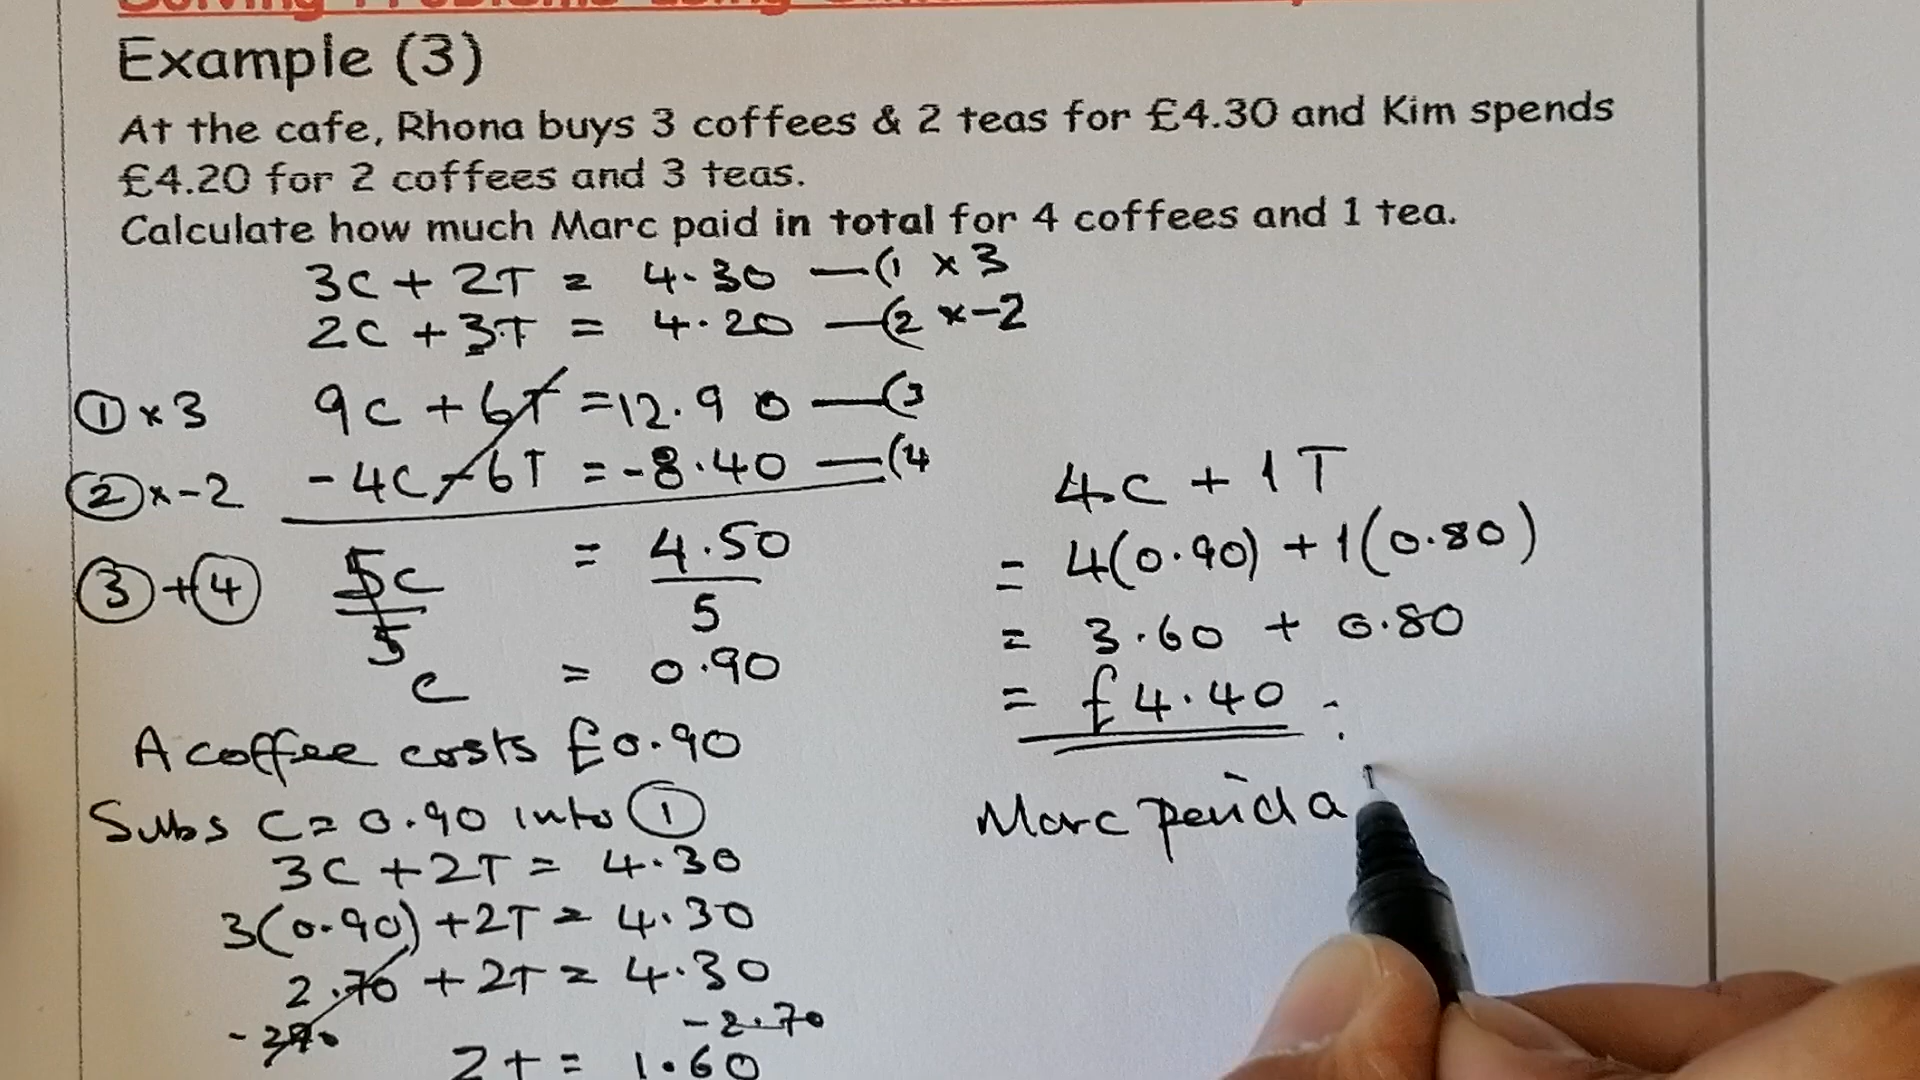 Example (3)
At the cafe, Rhona buys 3 coffees & 2 teas for £4.30 and Kim spends
£4.20 for 2 coffees and 3 teas.
Calculate how much Marc paid in total for 4 coffees and 1 tea.
3C + 2T = 4.30 —(1 × 3
2C + 3T = 4.20 —(2 ×-2
① × 3 9C + 6T = 12.90 —(3
② ×-2 -4C - 6T = -8.40 —(4
③ + ④ 5C = 4.50
5 5
C = 0.90
A coffee costs £0.90
Subs C = 0.90 into ①
3C + 2T = 4.30
3(0.90) + 2T = 4.30
2.70 + 2T = 4.30
-2.70
2T = 1.60
4C + 1T
= 4(0.90) + 1(0.80)
= 3.60 + 0.80
= £4.40
Marc paid a